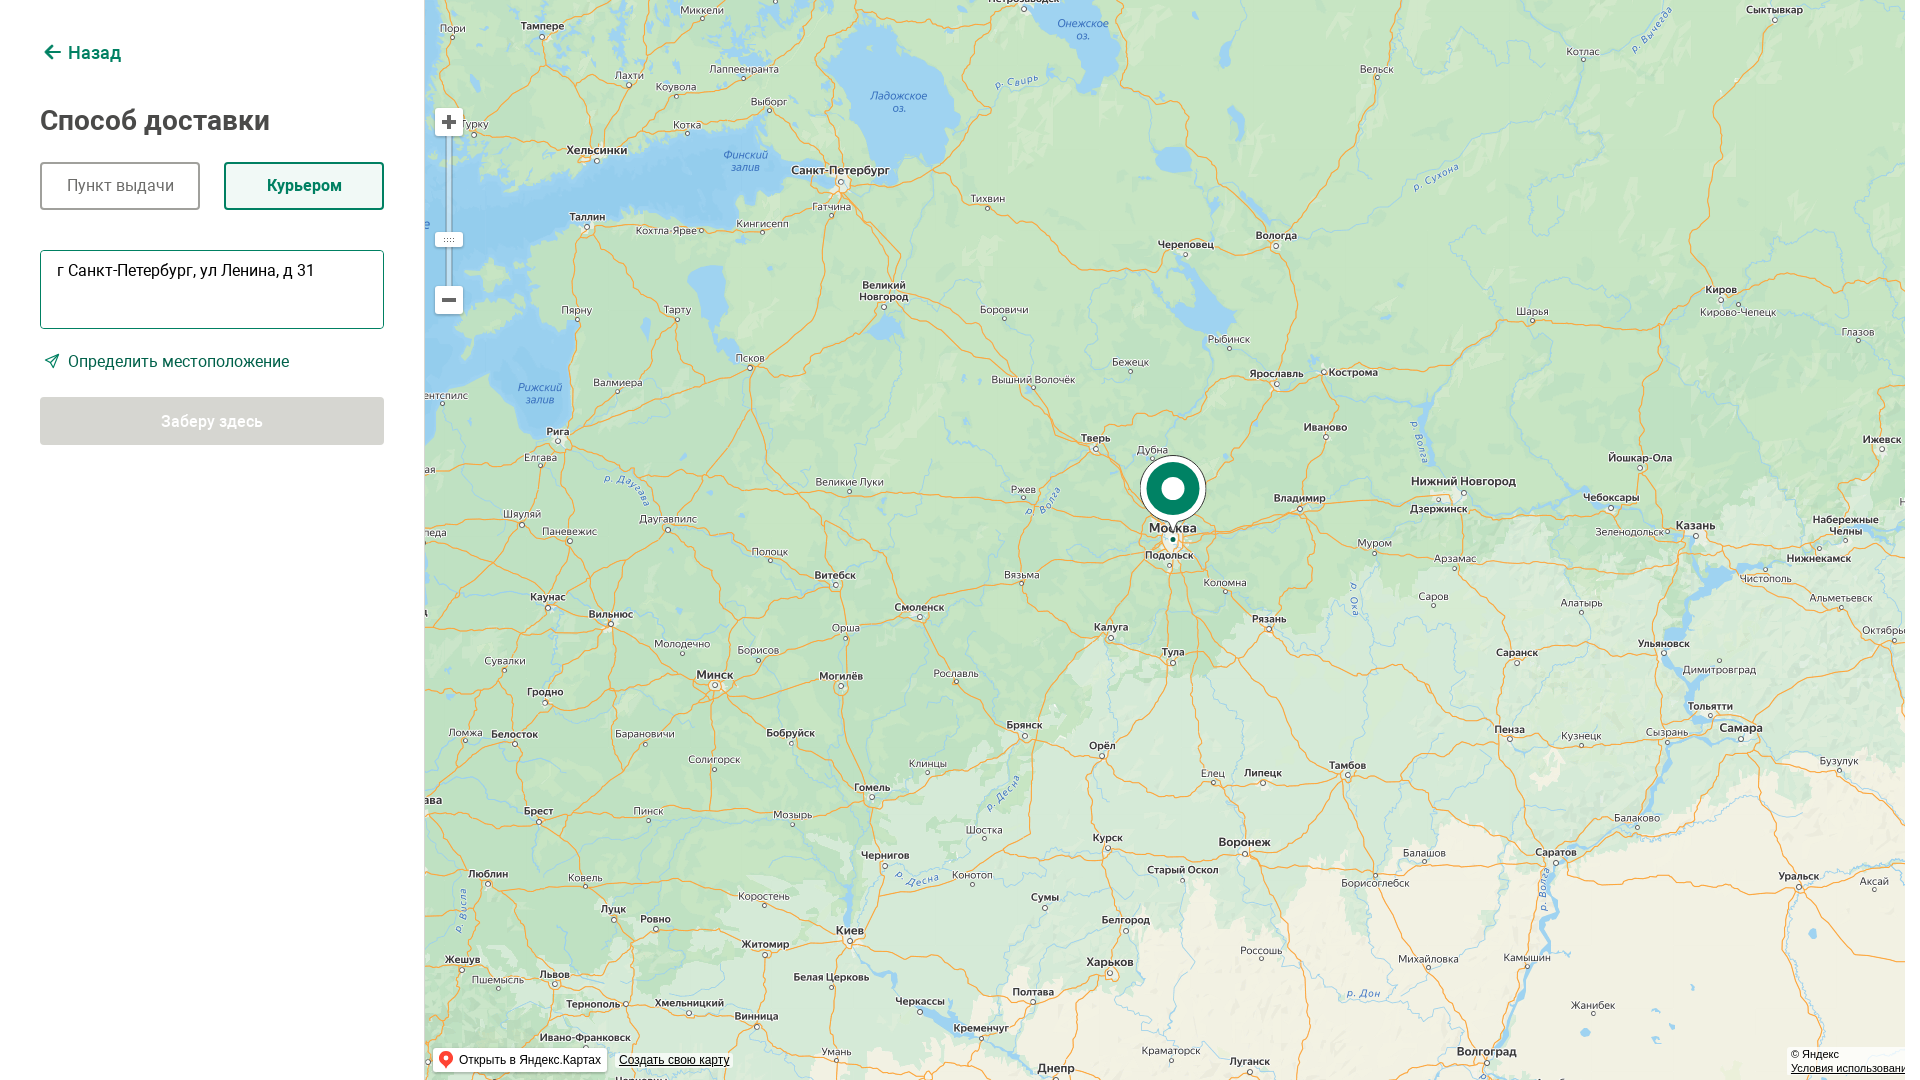 Назад
Способ доставки
Пункт выдачи
Курьером
г Санкт-Петербург, ул Ленина, д 31
Определить местоположение
Заберу здесь
Миккели
Сыктывкар
Пори
Тампере
Онежское
оз.
р. Вычегда
Котлас
Лахти
Лаппеенранта
Вельск
Коувола
р. Свирь
Ладожское
оз.
Выборг
Турку
Котка
Хельсинки
Финский
залив
Санкт-Петербург
р. Сухона
Тихвин
Гатчина
Таллин
Кингисепп
Кохтла-Ярве
Вологда
Череповец
Великий
Новгород
Киров
Боровичи
Шарья
Кирово-Чепецк
Пярну
Тарту
Глазов
Рыбинск
Псков
Бежецк
Ярославль
Кострома
Вышний Волочёк
Валмиера
Рижский
залив
Иваново
р. Волга
Рига
Тверь
Ижевск
Дубна
Елгава
Йошкар-Ола
р. Даугава
Великие Луки
Ржев
р. Волга
Нижний Новгород
Владимир
Дзержинск
Чебоксары
Шяуляй
Даугавпилс
Москва
Казань
Набережные
Челны
Паневежис
Зеленодольск
Муром
Полоцк
Подольск
Арзамас
Нижнекамск
Витебск
Вязьма
Коломна
Чистополь
Каунас
Смоленск
р. Ока
Саров
Алатырь
Альметьевск
Вильнюс
Орша
Калуга
Рязань
Молодечно
Борисов
Тула
Саранск
Ульяновск
Сувалки
Минск
Могилёв
Рославль
Димитровград
Гродно
Тольятти
Ломжа
Белосток
Барановичи
Бобруйск
Брянск
Пенза
Кузнецк
Сызрань
Самара
Орёл
Солигорск
Клинцы
Тамбов
Бузулук
Елец
Липецк
Гомель
р. Десна
Брест
Пинск
Мозырь
Балаково
Шостка
Курск
Воронеж
Чернигов
Балашов
Саратов
Люблин
Ковель
р. Десна
Конотоп
Старый Оскол
Борисоглебск
Уральск
Аксай
р. Висла
Коростень
Сумы
р. Волга
Луцк
Ровно
Белгород
Киев
Житомир
Россошь
Жешув
Харьков
Михайловка
Камышин
Пшемысль
Львов
Белая Церковь
Полтава
р. Дон
Тернополь
Хмельницкий
Черкассы
Жанибек
Винница
Кременчуг
Ивано-Франковск
Умань
Краматорск
Волгоград
Луганск
Днепр
Открыть в Яндекс.Картах
Создать свою карту
© Яндекс